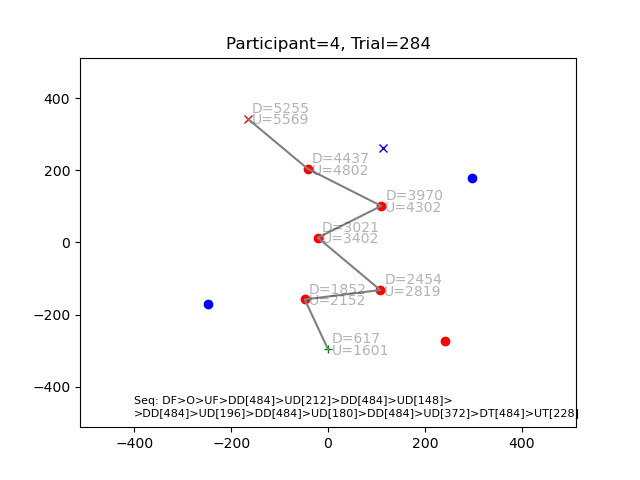 Participant=4, Trial=284
400
200
0
−200
−400
D=5255
U=5569
D=4437
U=4802
D=3970
U=4302
D=3021
U=3402
D=2454
U=2819
D=1852
U=2152
D=617
U=1601
Seq: DF>O>UF>DD[484]>UD[212]>DD[484]>UD[148]>
>DD[484]>UD[196]>DD[484]>UD[180]>DD[484]>UD[372]>DT[484]>UT[228]
−400 −200 0 200 400